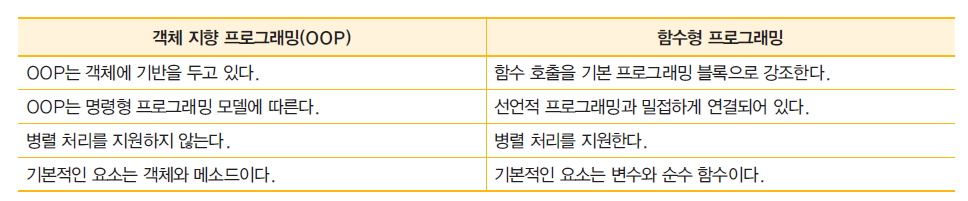 객체 지향 프로그래밍(OOP) 함수형 프로그래밍
OOP는 객체에 기반을 두고 있다. 함수 호출을 기본 프로그래밍 블록으로 강조한다.
OOP는 명령형 프로그래밍 모델에 따른다. 선언적 프로그래밍과 밀접하게 연결되어 있다.
병렬 처리를 지원하지 않는다. 병렬 처리를 지원한다.
기본적인 요소는 객체와 메소드이다. 기본적인 요소는 변수와 순수 함수이다.